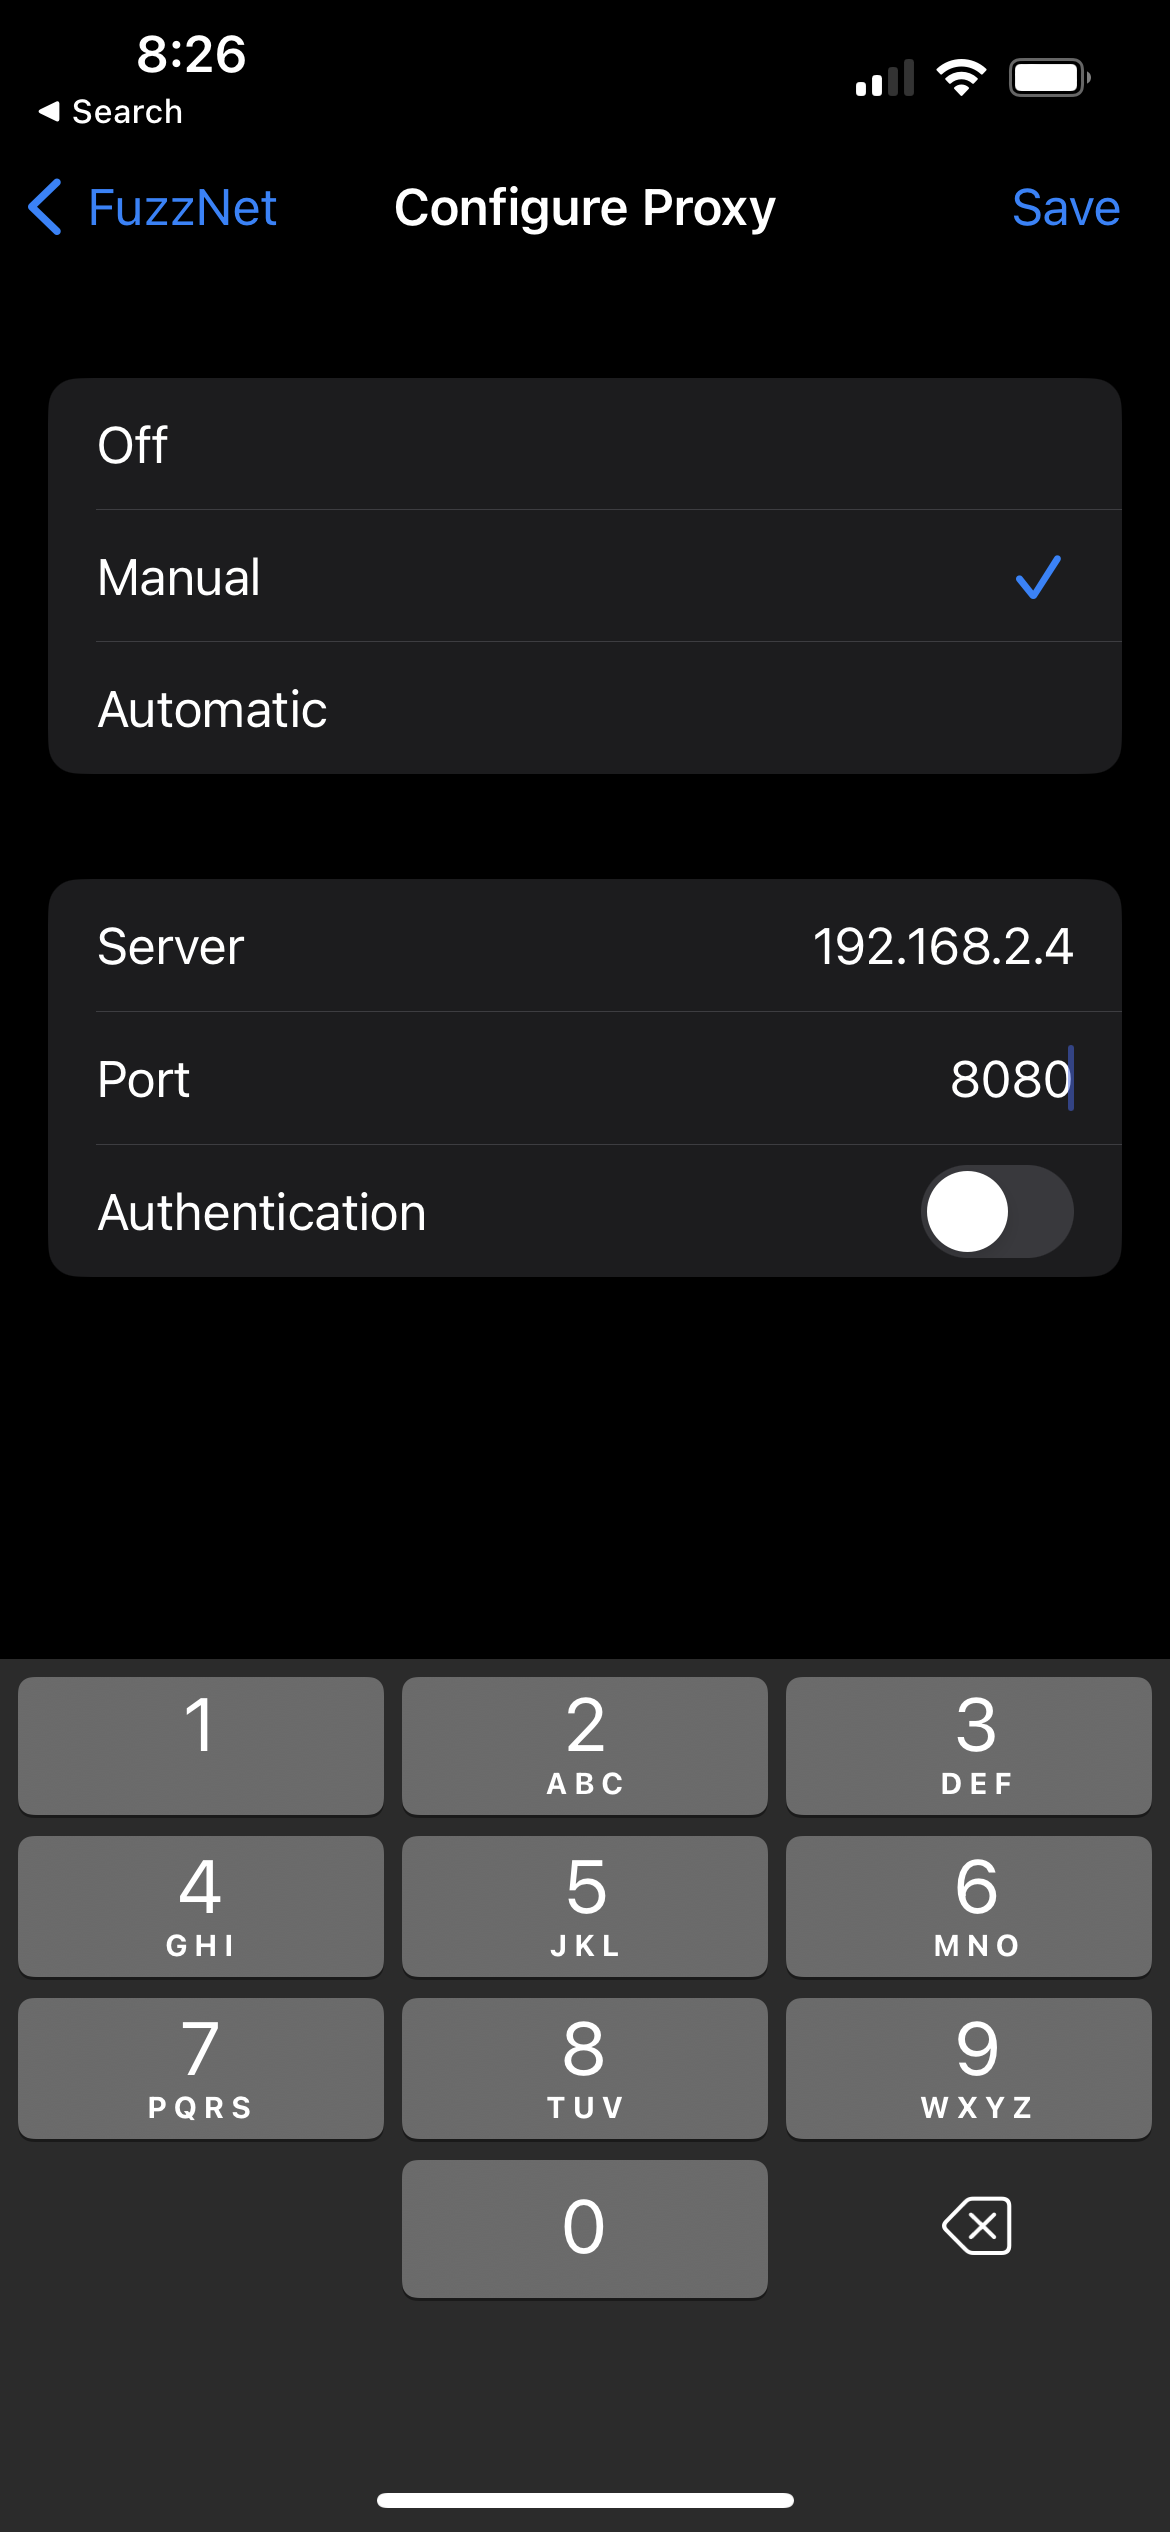 8:26
◀ Search
FuzzNet Configure Proxy Save
Off
Manual
Automatic
Server 192.168.2.4
Port 8080
Authentication
1 2 3
ABC DEF
4 5 6
GHI JKL MNO
7 8 9
PQRS TUV WXYZ
0